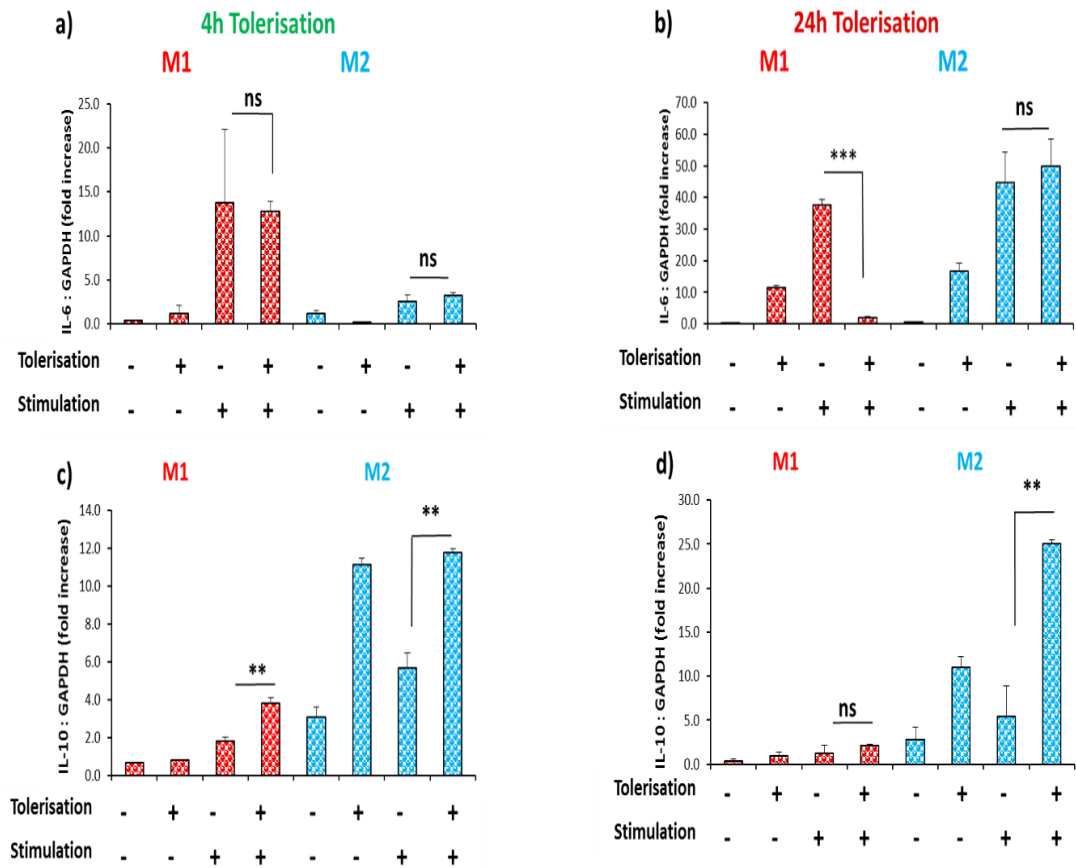 a)
4h Tolerisation
M1 M2
IL-6 : GAPDH (fold increase)
25.0
20.0
15.0
10.0
5.0
0.0
ns
ns
Tolerisation - + - + - + - +
Stimulation - - + + - - + +
b)
24h Tolerisation
M1 M2
IL-6 : GAPDH (fold increase)
70.0
60.0
50.0
40.0
30.0
20.0
10.0
0.0
***
ns
Tolerisation - + - + - + - +
Stimulation - - + + - - + +
c)
M1 M2
IL-10 : GAPDH (fold increase)
14.0
12.0
10.0
8.0
6.0
4.0
2.0
0.0
**
**
Tolerisation - + - + - + - +
Stimulation - - + + - - + +
d)
M1 M2
IL-10 : GAPDH (fold increase)
30.0
25.0
20.0
15.0
10.0
5.0
0.0
ns
**
Tolerisation - + - + - + - +
Stimulation - - + + - - + +